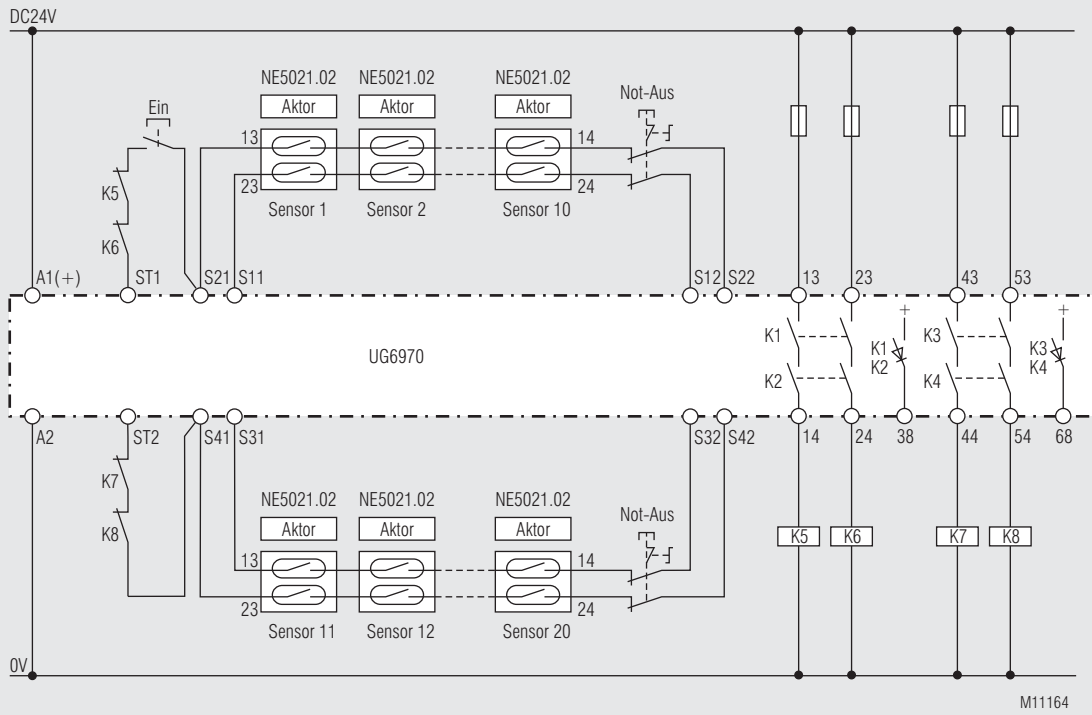 DC24V
NE5021.02 NE5021.02 NE5021.02
Ein Aktor Aktor Aktor Not-Aus
13 14
23 24
K5
Sensor 1 Sensor 2 Sensor 10
K6
A1(+) ST1 S21 S11 S12 S22 13 23 43 53
+ +
K1 K1 K2 K3 K3 K4
UG6970
K2 K4
A2 ST2 S41 S31 S32 S42 14 24 38 44 54 68
K7
NE5021.02 NE5021.02 NE5021.02
K8 Aktor Aktor Aktor Not-Aus K5 K6 K7 K8
13 14
23 24
Sensor 11 Sensor 12 Sensor 20
0V
M11164